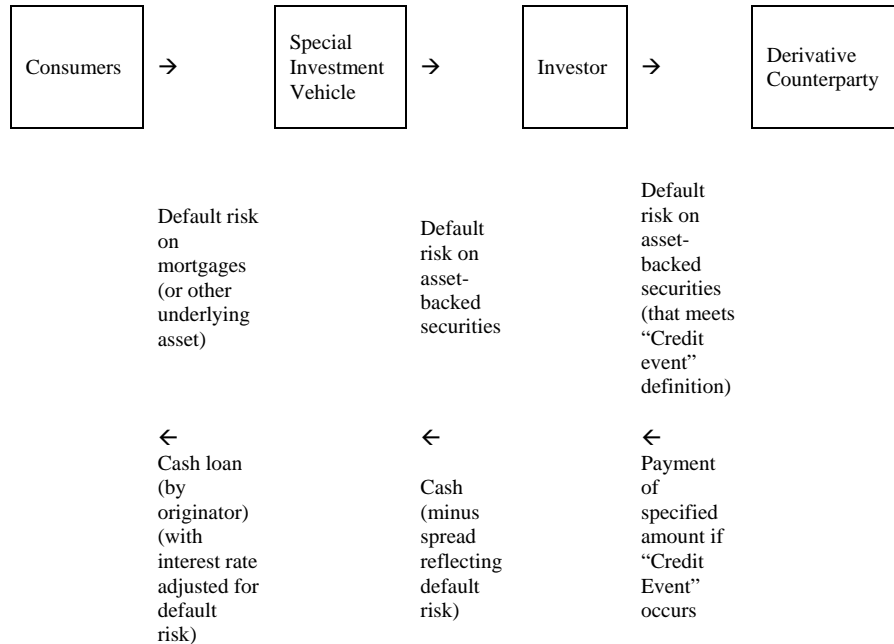 Consumers
→
Special
Investment
Vehicle
→
Investor
→
Derivative
Counterparty
Default risk
on
mortgages
(or other
underlying
asset)
Default
risk on
asset-
backed
securities
Default
risk on
asset-
backed
securities
(that meets
“Credit
event”
definition)
←
Cash loan
(by
originator)
(with
interest rate
adjusted for
default
risk)
←
Cash
(minus
spread
reflecting
default
risk)
←
Payment
of
specified
amount if
“Credit
Event”
occurs